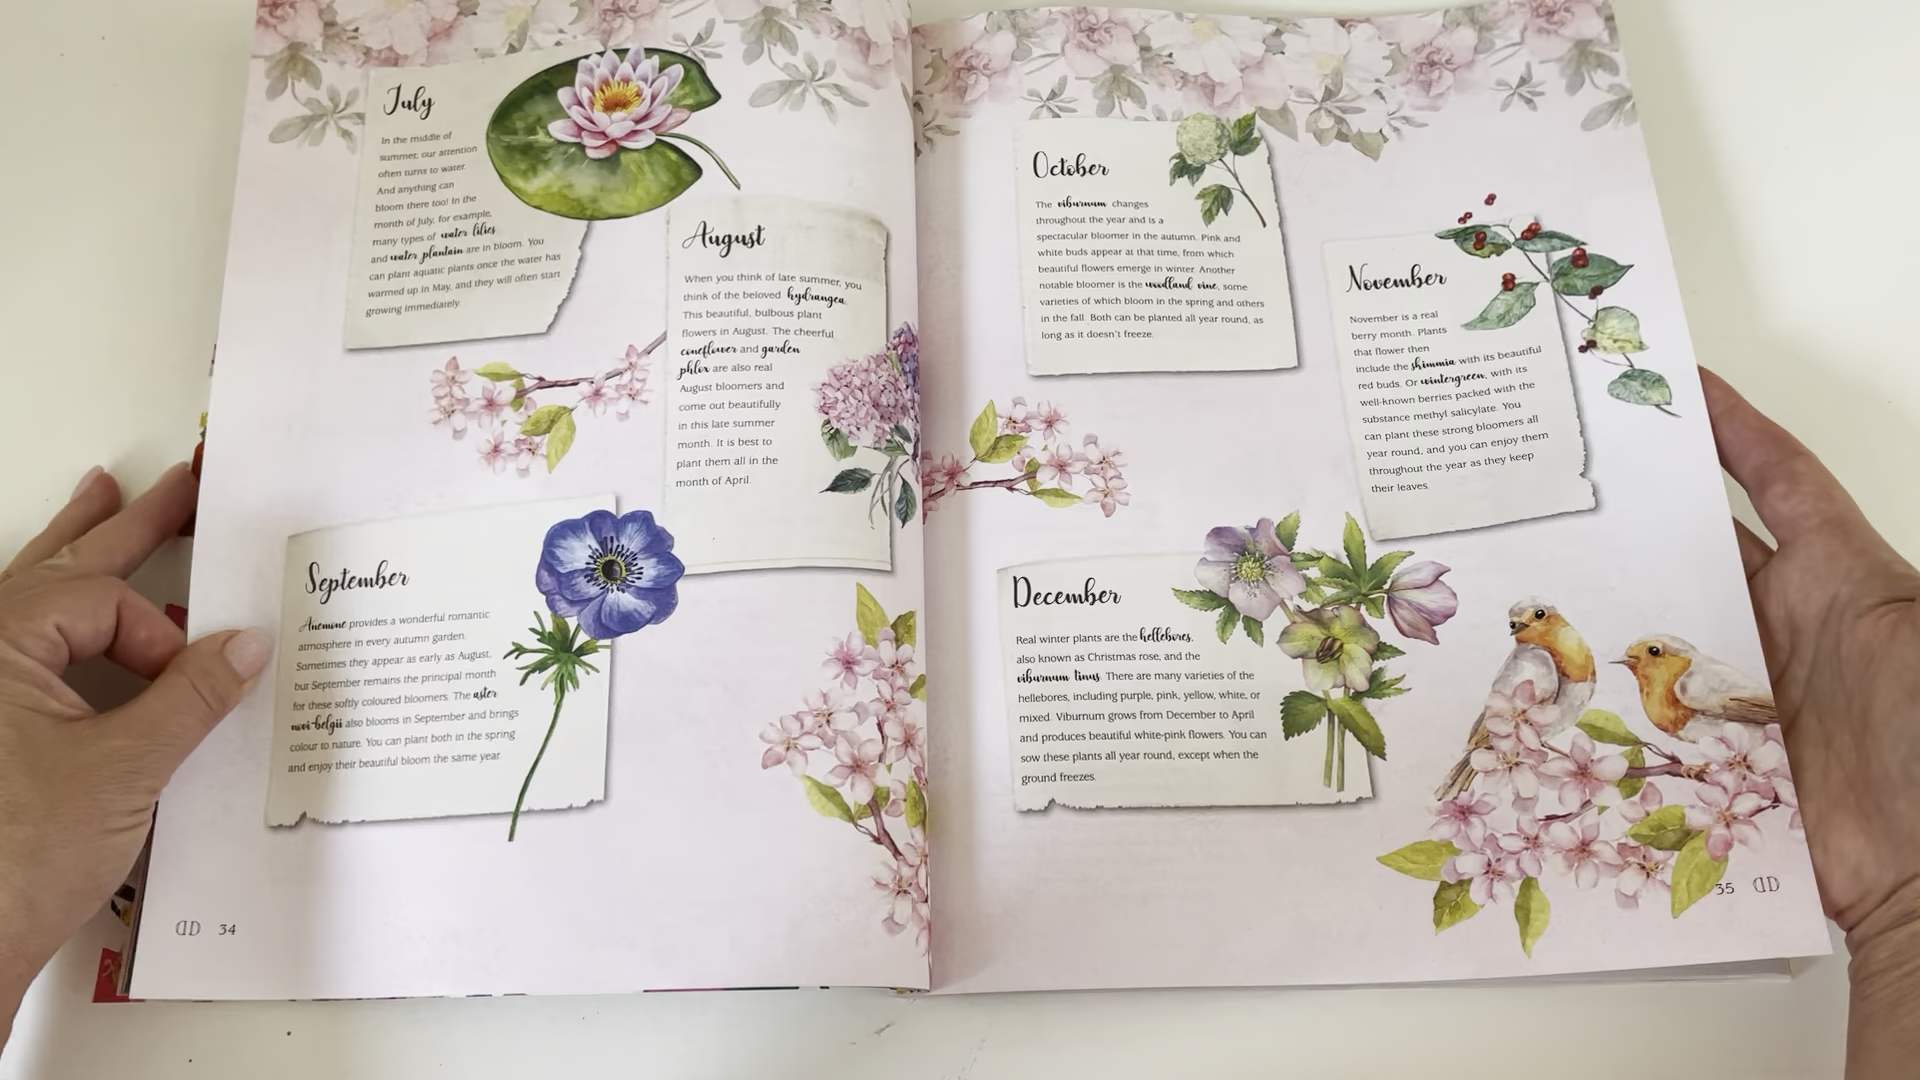 July
In the middle of
summer, our attention
often turns to water.
And anything can
bloom there too! In the
month of July, for example,
many types of water lilies
and water plantain are in bloom. You
can plant aquatic plants once the water has
warmed up in May, and they will often start
growing immediately.
August
When you think of late summer, you
think of the beloved hydrangea.
This beautiful, bulbous plant
flowers in August. The cheerful
coneflower and garden
phlox are also real
August bloomers and
come out beautifully
in this late summer
month. It is best to
plant them all in the
month of April.
September
Anemone provides a wonderful romantic
atmosphere in every autumn garden.
Sometimes they appear as early as August,
but September remains the principal month
for these softly coloured bloomers. The aster
novi-belgii also blooms in September and brings
colour to nature. You can plant both in the spring
and enjoy their beautiful bloom the same year.
DD 34
October
The viburnum changes
throughout the year and is a
spectacular bloomer in the autumn. Pink and
white buds appear at that time, from which
beautiful flowers emerge in winter. Another
notable bloomer is the woodland vine, some
varieties of which bloom in the spring and others
in the fall. Both can be planted all year round, as
long as it doesn't freeze.
November
November is a real
berry month. Plants
that flower then
include the skimmia with its beautiful
red buds. Or wintergreen, with its
well-known berries packed with the
substance methyl salicylate. You
can plant these strong bloomers all
year round, and you can enjoy them
throughout the year as they keep
their leaves.
December
Real winter plants are the hellebores,
also known as Christmas rose, and the
viburnum tinus. There are many varieties of the
hellebores, including purple, pink, yellow, white, or
mixed. Viburnum grows from December to April
and produces beautiful white-pink flowers. You can
sow these plants all year round, except when the
ground freezes.
35 DD